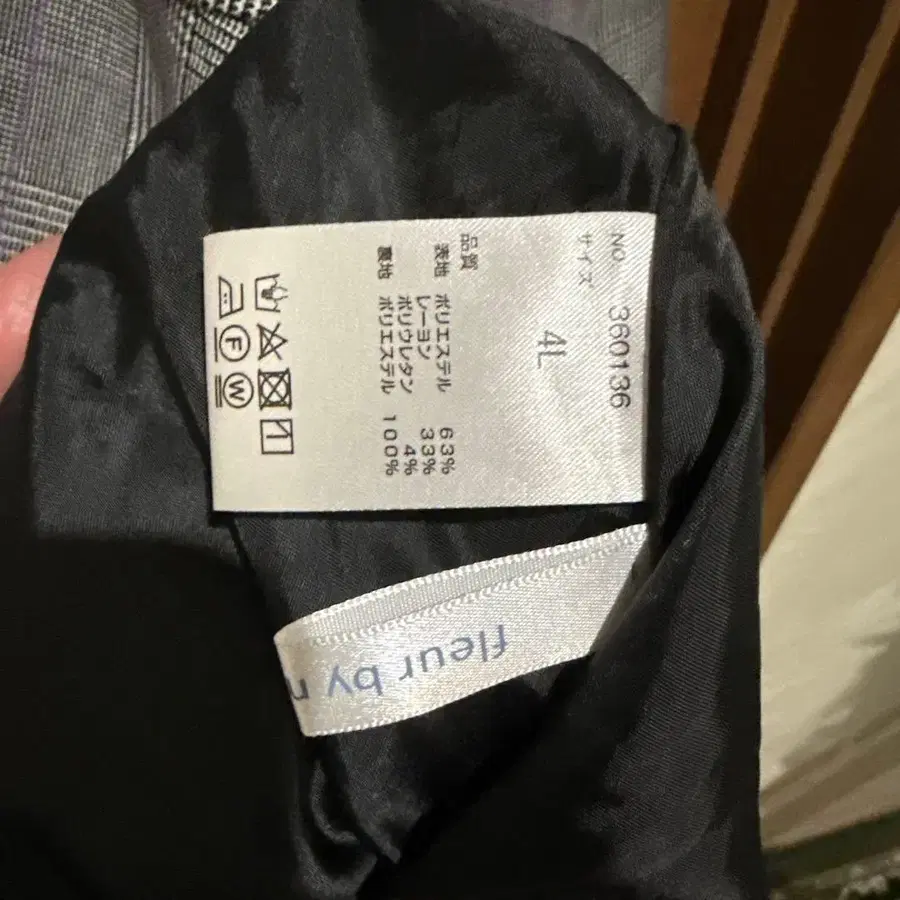 NO. 360136
サイズ 4L
品質
表地 ポリエステル 63%
レーヨン 33%
ポリウレタン 4%
裏地 ポリエステル 100%
F
W
fleur by